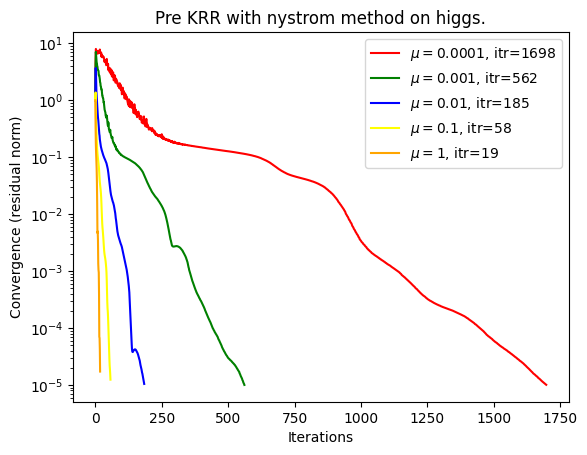 Pre KRR with nystrom method on higgs.
Convergence (residual norm)
10¹
10⁰
10⁻¹
10⁻²
10⁻³
10⁻⁴
10⁻⁵
μ = 0.0001, itr=1698
μ = 0.001, itr=562
μ = 0.01, itr=185
μ = 0.1, itr=58
μ = 1, itr=19
0 250 500 750 1000 1250 1500 1750
Iterations